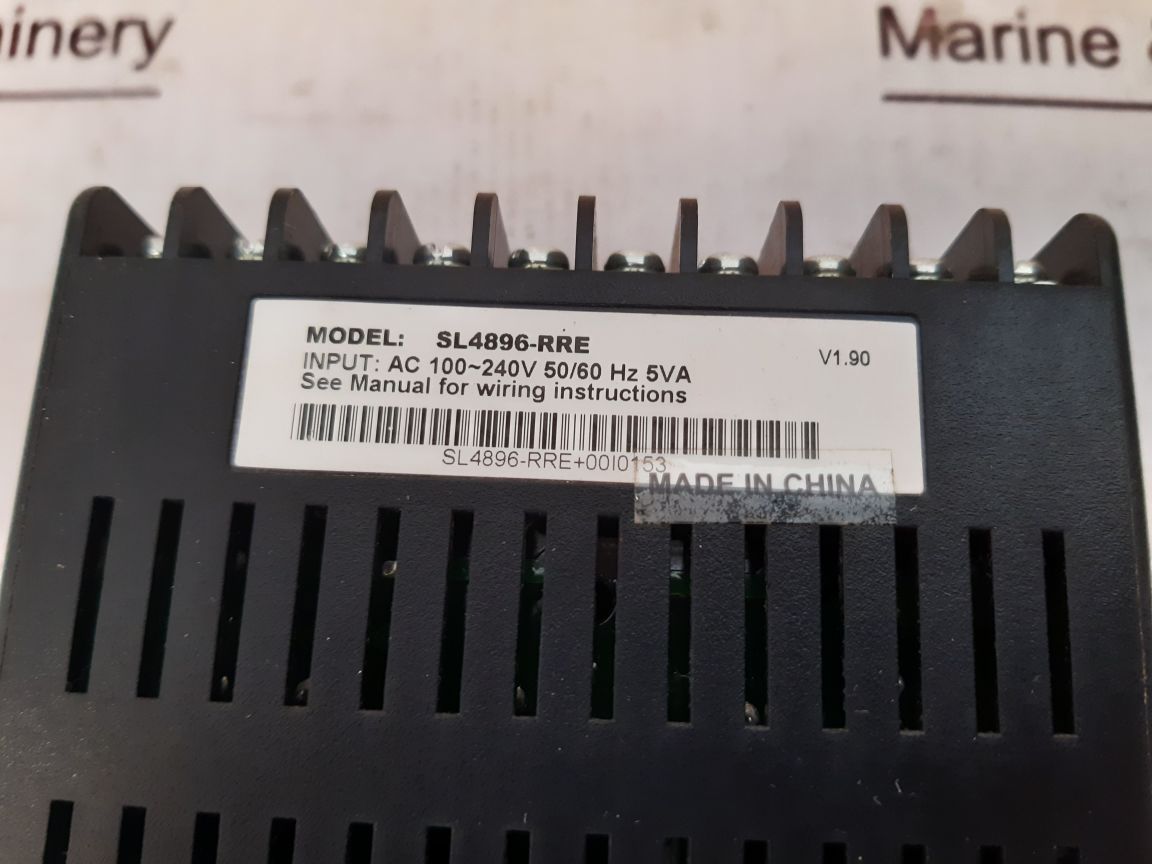 hinery
Marine &
MODEL: SL4896-RRE
V1.90
INPUT: AC 100~240V 50/60 Hz 5VA
See Manual for wiring instructions
SL4896-RRE+00I0153
MADE IN CHINA